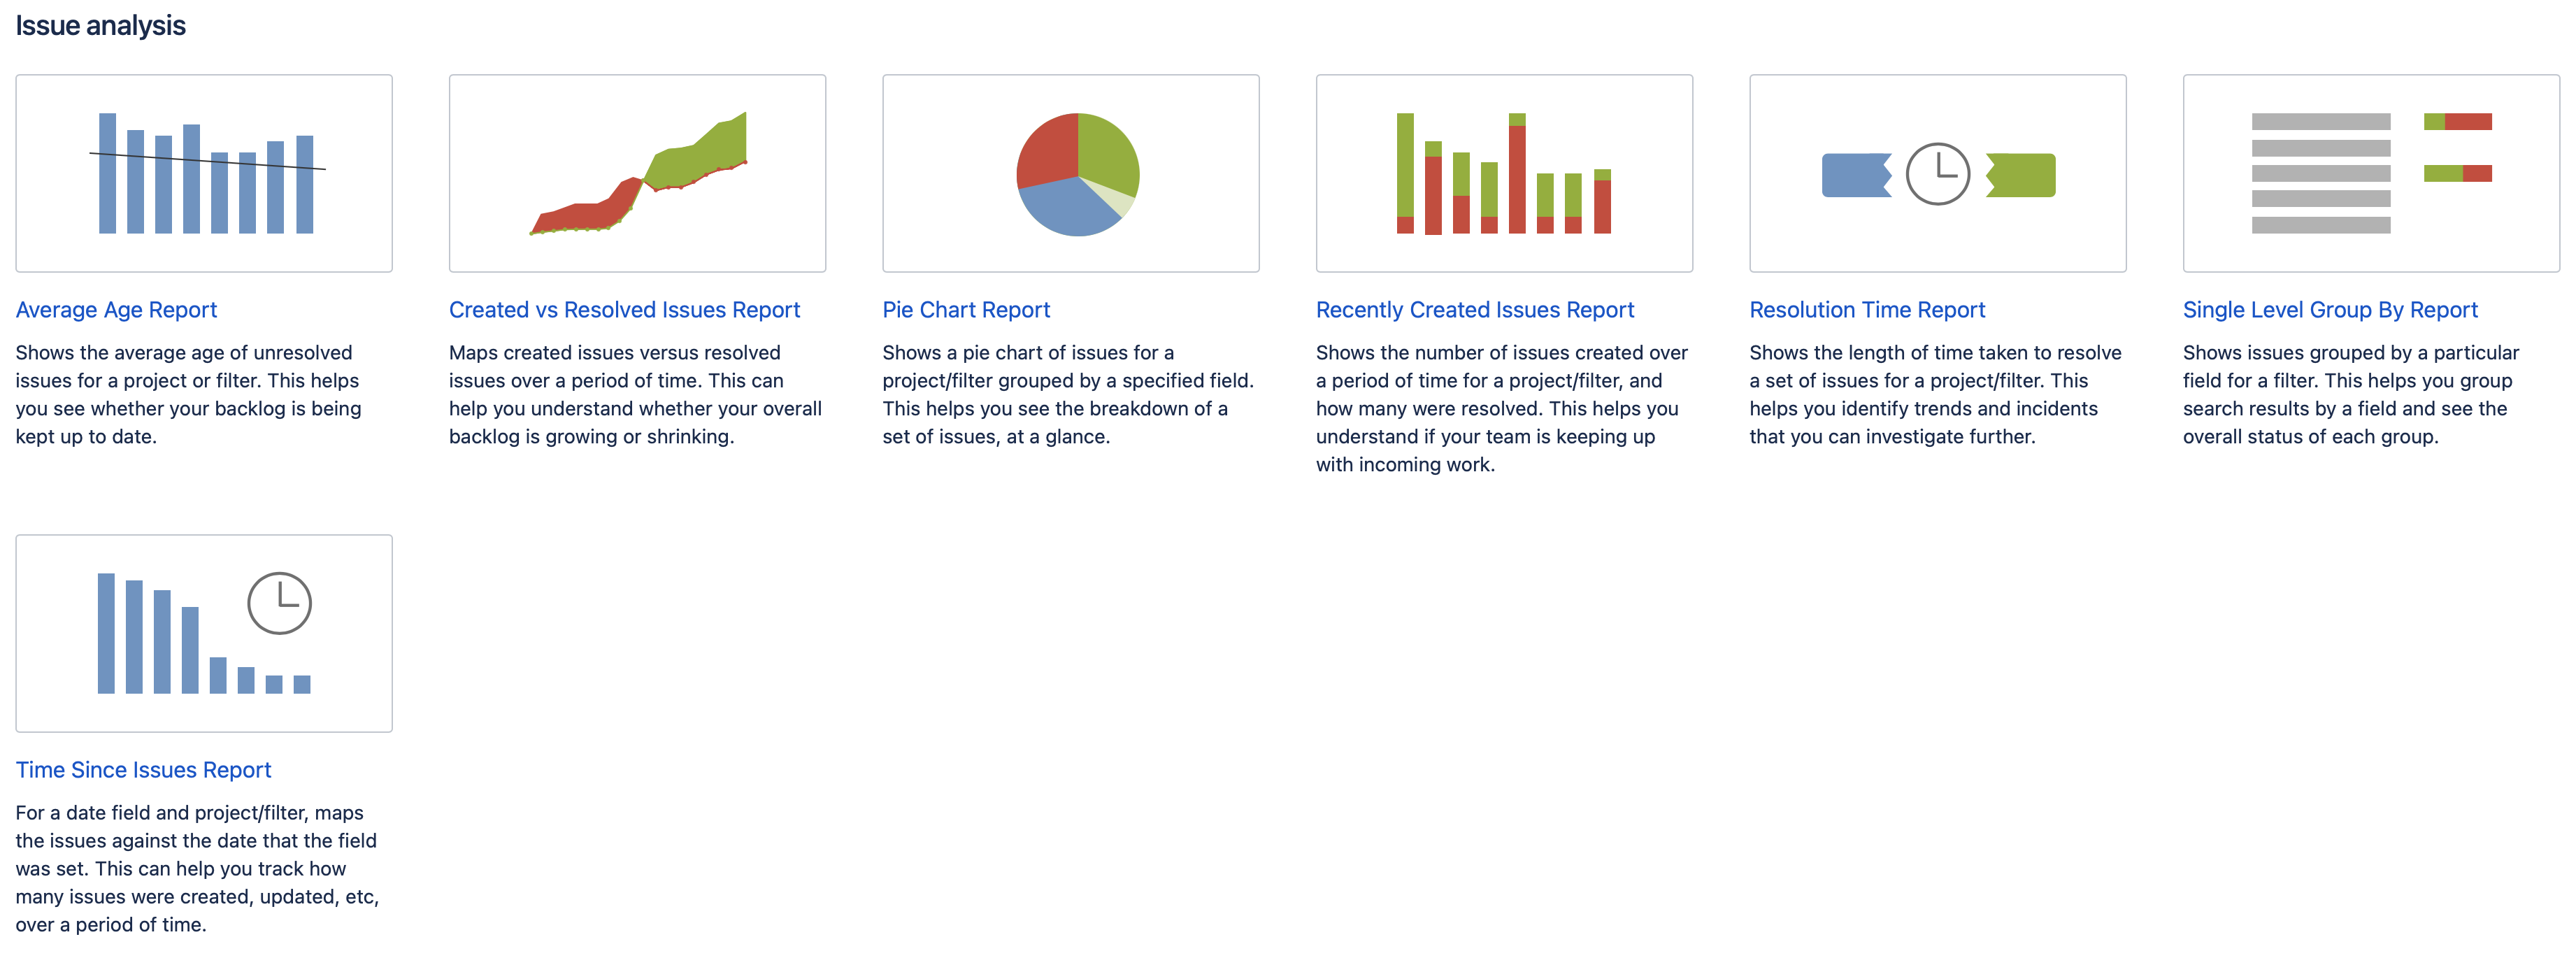 Issue analysis
Average Age Report
Shows the average age of unresolved
issues for a project or filter. This helps
you see whether your backlog is being
kept up to date.
Created vs Resolved Issues Report
Maps created issues versus resolved
issues over a period of time. This can
help you understand whether your overall
backlog is growing or shrinking.
Pie Chart Report
Shows a pie chart of issues for a
project/filter grouped by a specified field.
This helps you see the breakdown of a
set of issues, at a glance.
Recently Created Issues Report
Shows the number of issues created over
a period of time for a project/filter, and
how many were resolved. This helps you
understand if your team is keeping up
with incoming work.
Resolution Time Report
Shows the length of time taken to resolve
a set of issues for a project/filter. This
helps you identify trends and incidents
that you can investigate further.
Single Level Group By Report
Shows issues grouped by a particular
field for a filter. This helps you group
search results by a field and see the
overall status of each group.
Time Since Issues Report
For a date field and project/filter, maps
the issues against the date that the field
was set. This can help you track how
many issues were created, updated, etc,
over a period of time.